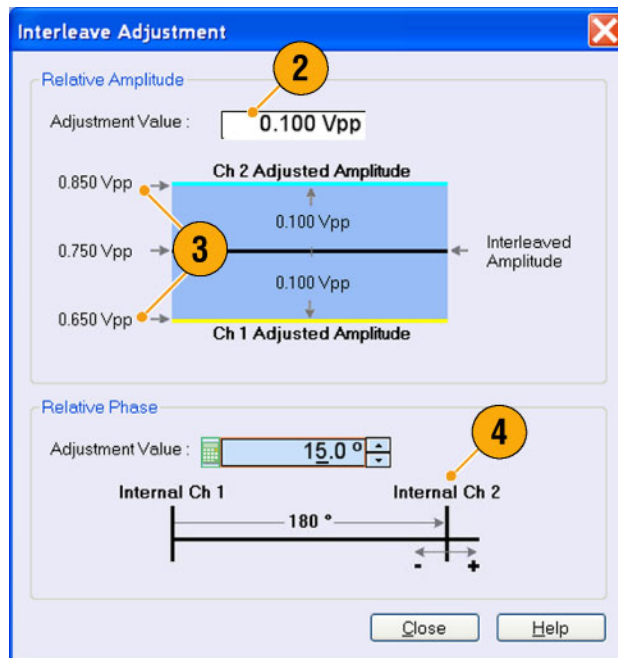 Interleave Adjustment
Relative Amplitude
2
Adjustment Value : 0.100 Vpp
Ch 2 Adjusted Amplitude
0.850 Vpp
0.100 Vpp
3
0.750 Vpp
Interleaved
Amplitude
0.100 Vpp
0.650 Vpp
Ch 1 Adjusted Amplitude
Relative Phase
4
Adjustment Value : 15.0 °
Internal Ch 1 Internal Ch 2
180 °
- +
Close Help